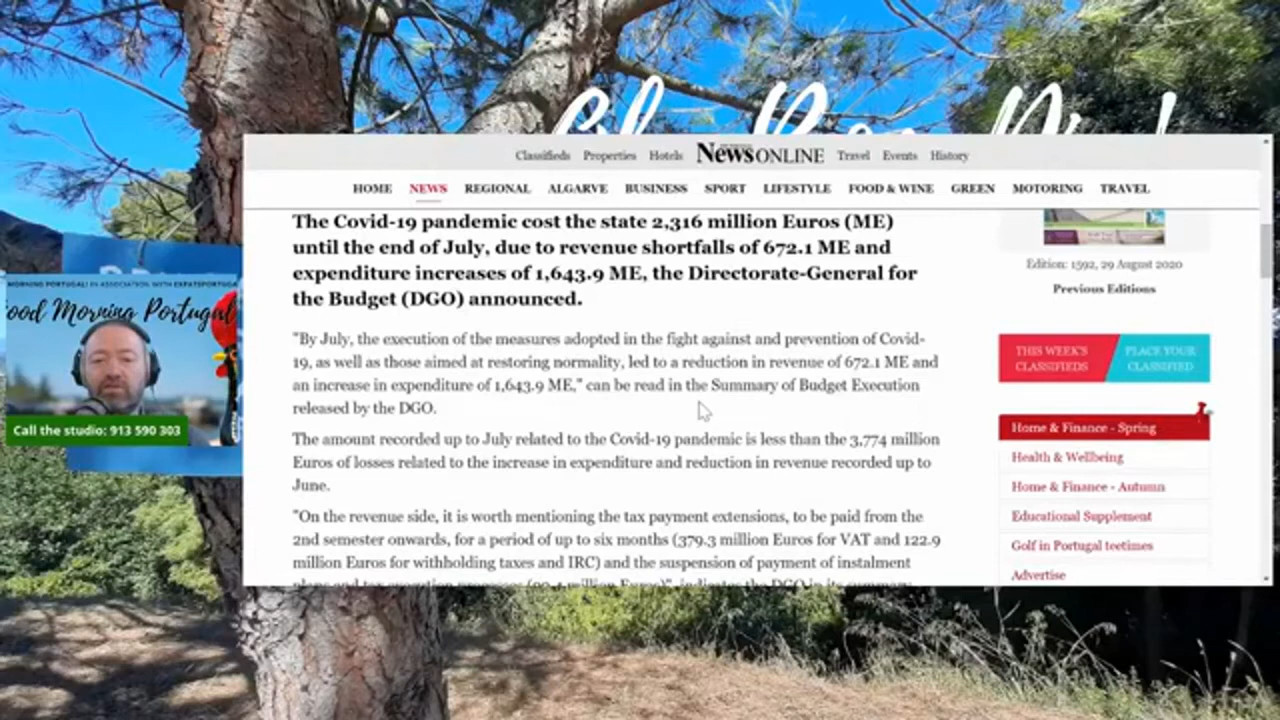 Classifieds Properties Hotels News ONLINE Travel Events History
HOME NEWS REGIONAL ALGARVE BUSINESS SPORT LIFESTYLE FOOD & WINE GREEN MOTORING TRAVEL
The Covid-19 pandemic cost the state 2,316 million Euros (ME)
until the end of July, due to revenue shortfalls of 672.1 ME and
expenditure increases of 1,643.9 ME, the Directorate-General for
the Budget (DGO) announced.
"By July, the execution of the measures adopted in the fight against and prevention of Covid-
19, as well as those aimed at restoring normality, led to a reduction in revenue of 672.1 ME and
an increase in expenditure of 1,643.9 ME," can be read in the Summary of Budget Execution
released by the DGO.
The amount recorded up to July related to the Covid-19 pandemic is less than the 3,774 million
Euros of losses related to the increase in expenditure and reduction in revenue recorded up to
June.
"On the revenue side, it is worth mentioning the tax payment extensions, to be paid from the
2nd semester onwards, for a period of up to six months (379.3 million Euros for VAT and 122.9
million Euros for withholding taxes and IRC) and the suspension of payment of instalment
Edition: 1592, 29 August 2020
Previous Editions
THIS WEEK'S
CLASSIFIEDS
PLACE YOUR
CLASSIFIED
Home & Finance - Spring
Health & Wellbeing
Home & Finance - Autumn
Educational Supplement
Golf in Portugal teetimes
Advertise
MORNING PORTUGAL! IN ASSOCIATION WITH EXPATSPORTUGA
ood Morning Portugal
Call the studio: 913 590 303